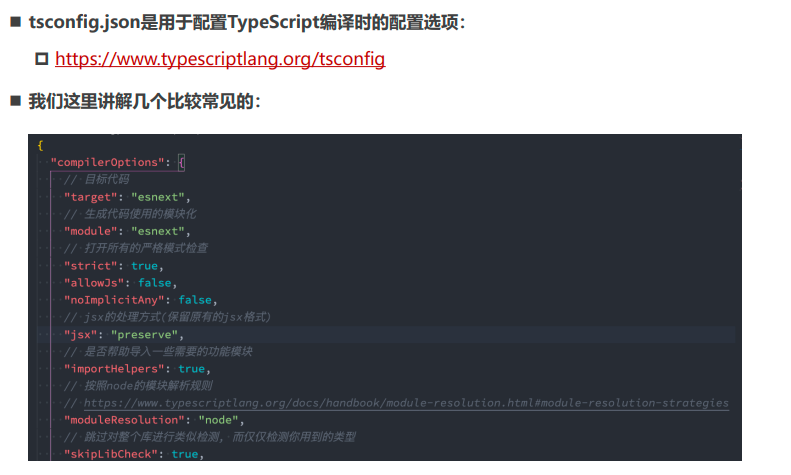 tsconfig.json是用于配置TypeScript编译时的配置选项：
https://www.typescriptlang.org/tsconfig
我们这里讲解几个比较常见的：
{
"compilerOptions": {
// 目标代码
"target": "esnext",
// 生成代码使用的模块化
"module": "esnext",
// 打开所有的严格模式检查
"strict": true,
"allowJs": false,
"noImplicitAny": false,
// jsx的处理方式(保留原有的jsx格式)
"jsx": "preserve",
// 是否帮助导入一些需要的功能模块
"importHelpers": true,
// 按照node的模块解析规则
// https://www.typescriptlang.org/docs/handbook/module-resolution.html#module-resolution-strategies
"moduleResolution": "node",
// 跳过对整个库进行类似检测, 而仅仅检测你用到的类型
"skipLibCheck": true,